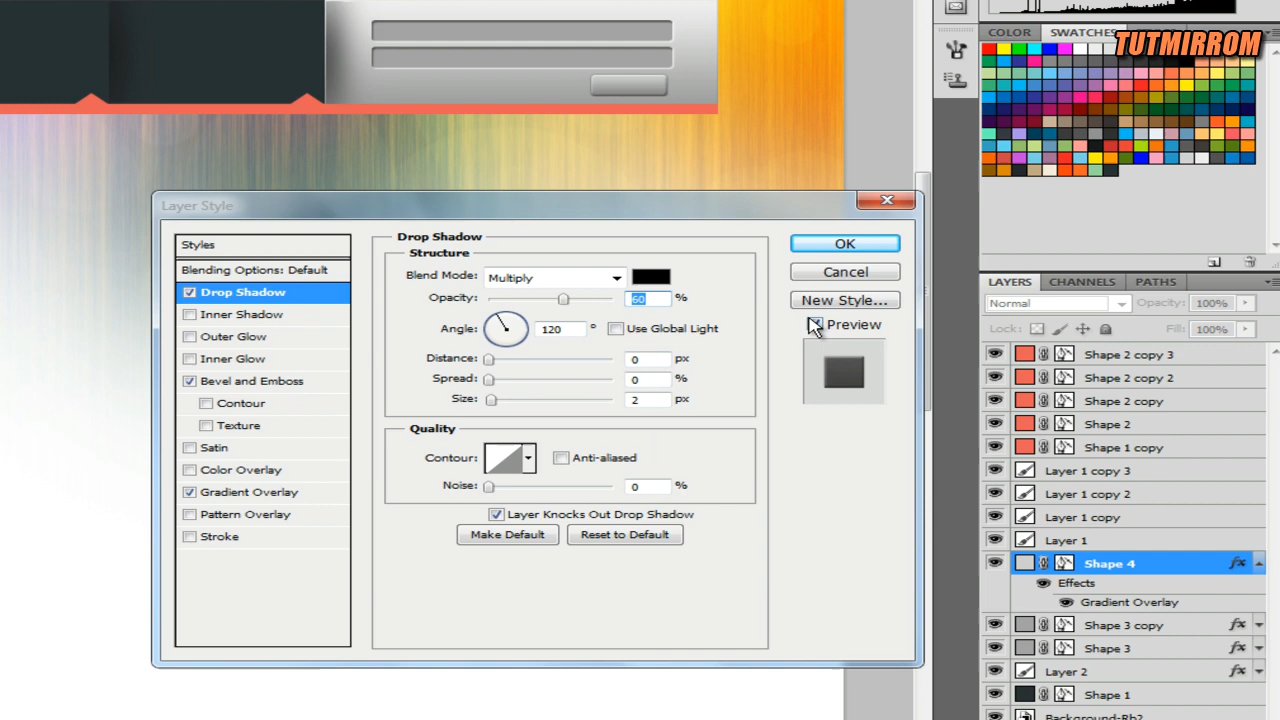 COLOR SWATCHES
TUTMIRROM
Layer Style
Styles
Blending Options: Default
Drop Shadow
Inner Shadow
Outer Glow
Inner Glow
Bevel and Emboss
Contour
Texture
Satin
Color Overlay
Gradient Overlay
Pattern Overlay
Stroke
Drop Shadow
Structure
Blend Mode: Multiply
Opacity: 60 %
Angle: 120 ° Use Global Light
Distance: 0 px
Spread: 0 %
Size: 2 px
Quality
Contour: Anti-aliased
Noise: 0 %
Layer Knocks Out Drop Shadow
Make Default Reset to Default
OK
Cancel
New Style...
Preview
LAYERS CHANNELS PATHS
Normal Opacity: 100%
Lock: Fill: 100%
Shape 2 copy 3
Shape 2 copy 2
Shape 2 copy
Shape 2
Shape 1 copy
Layer 1 copy 3
Layer 1 copy 2
Layer 1 copy
Layer 1
Shape 4 fx
Effects
Gradient Overlay
Shape 3 copy fx
Shape 3 fx
Layer 2 fx
Shape 1
Background-Rb2